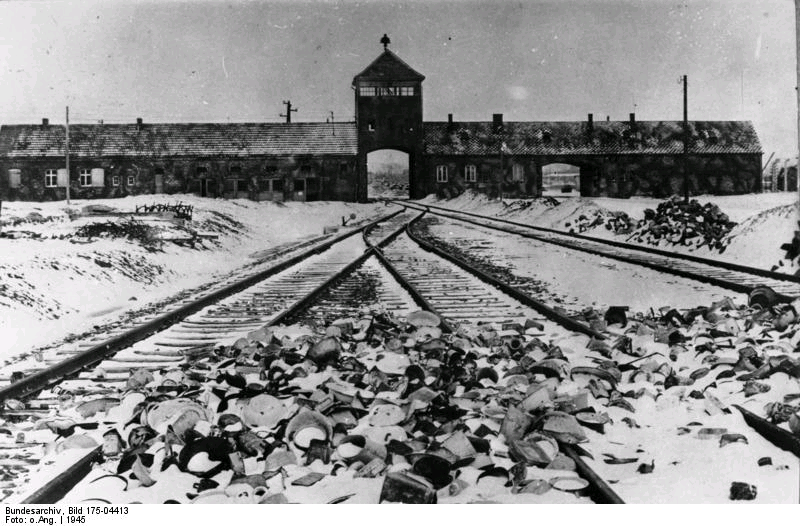 Bundesarchiv, Bild 175-04413
Foto: o.Ang. | 1945